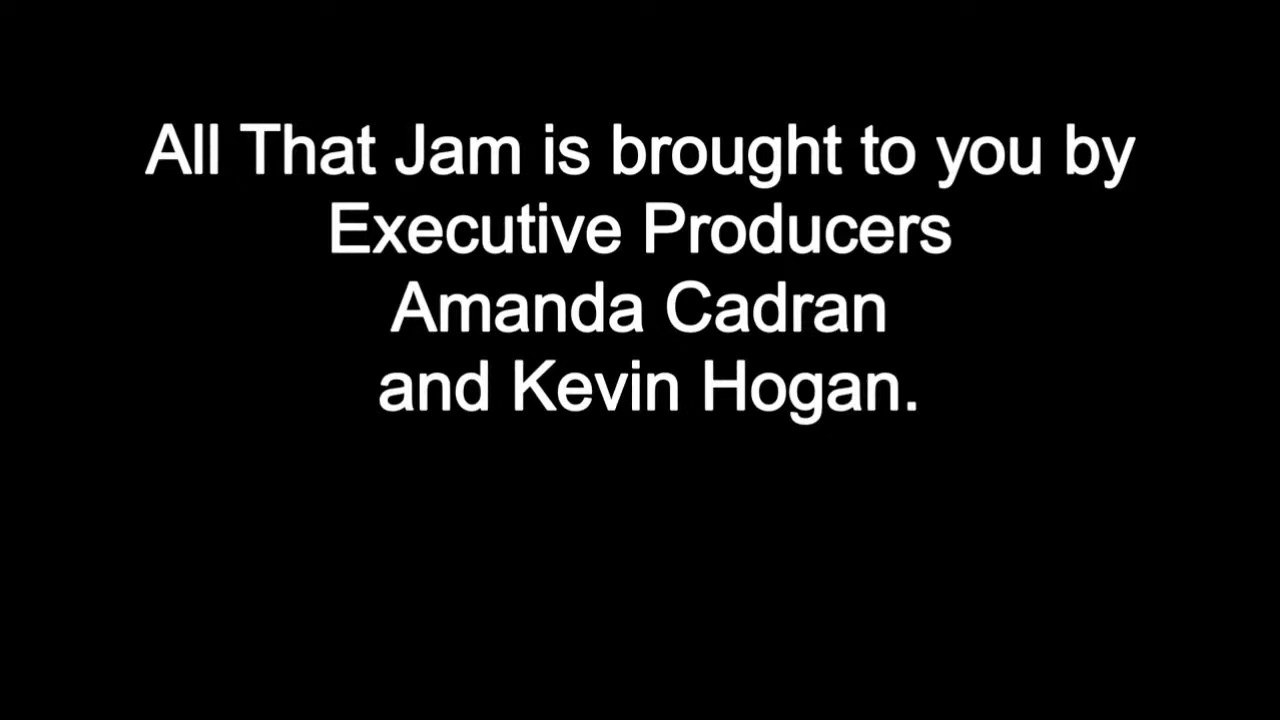 All That Jam is brought to you by
Executive Producers
Amanda Cadran
and Kevin Hogan.